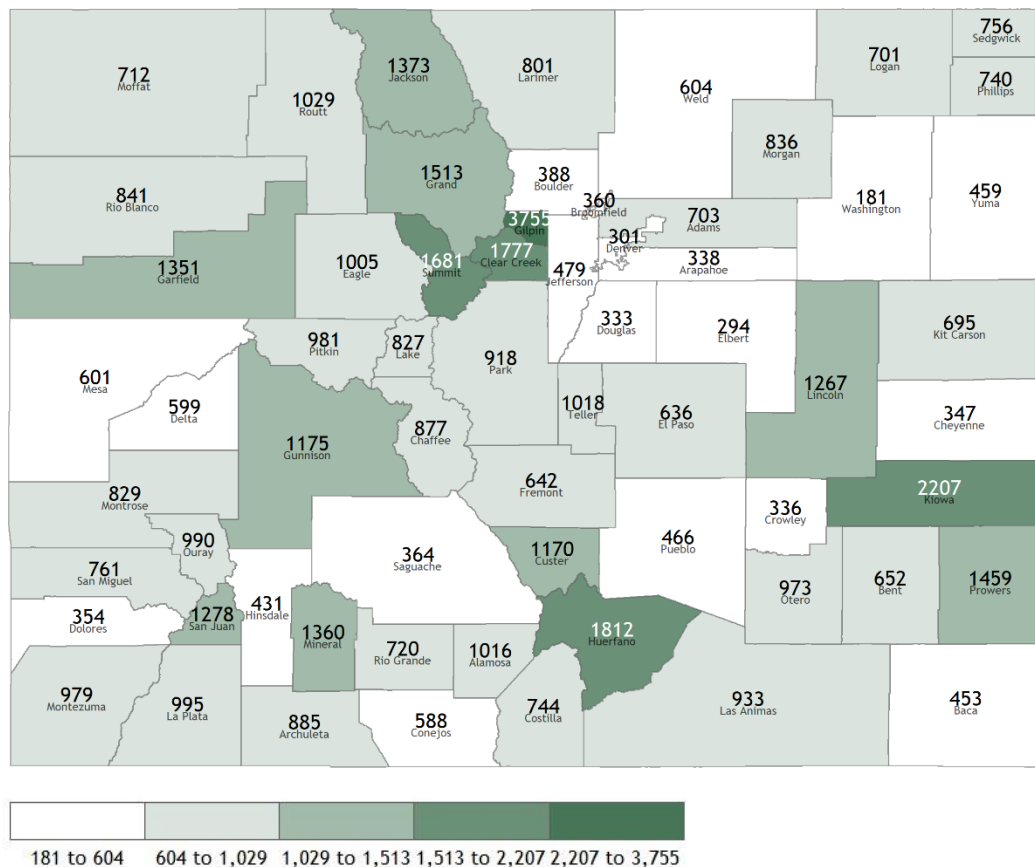 756
Sedgwick
1373
Jackson
801
Larimer
701
Logan
712
Moffat
604
Weld
740
Phillips
1029
Routt
836
Morgan
388
Boulder
1513
Grand
841
Rio Blanco
360
Broomfield
181
Washington
459
Yuma
3755
Gilpin
703
Adams
301
Denver
1777
Clear Creek
1681
Summit
1005
Eagle
1351
Garfield
338
Arapahoe
479
Jefferson
333
Douglas
294
Elbert
695
Kit Carson
981
Pitkin
827
Lake
918
Park
601
Mesa
1267
Lincoln
599
Delta
1018
Teller
636
El Paso
347
Cheyenne
877
Chaffee
1175
Gunnison
642
Fremont
829
Montrose
2207
Kiowa
336
Crowley
990
Ouray
466
Pueblo
364
Saguache
1170
Custer
761
San Miguel
973
Otero
652
Bent
1459
Prowers
431
Hinsdale
354
Dolores
1278
San Juan
1360
Mineral
1812
Huerfano
720
Rio Grande
1016
Alamosa
979
Montezuma
995
La Plata
933
Las Animas
744
Costilla
453
Baca
885
Archuleta
588
Conejos
181 to 604 604 to 1,029 1,029 to 1,513 1,513 to 2,207 2,207 to 3,755